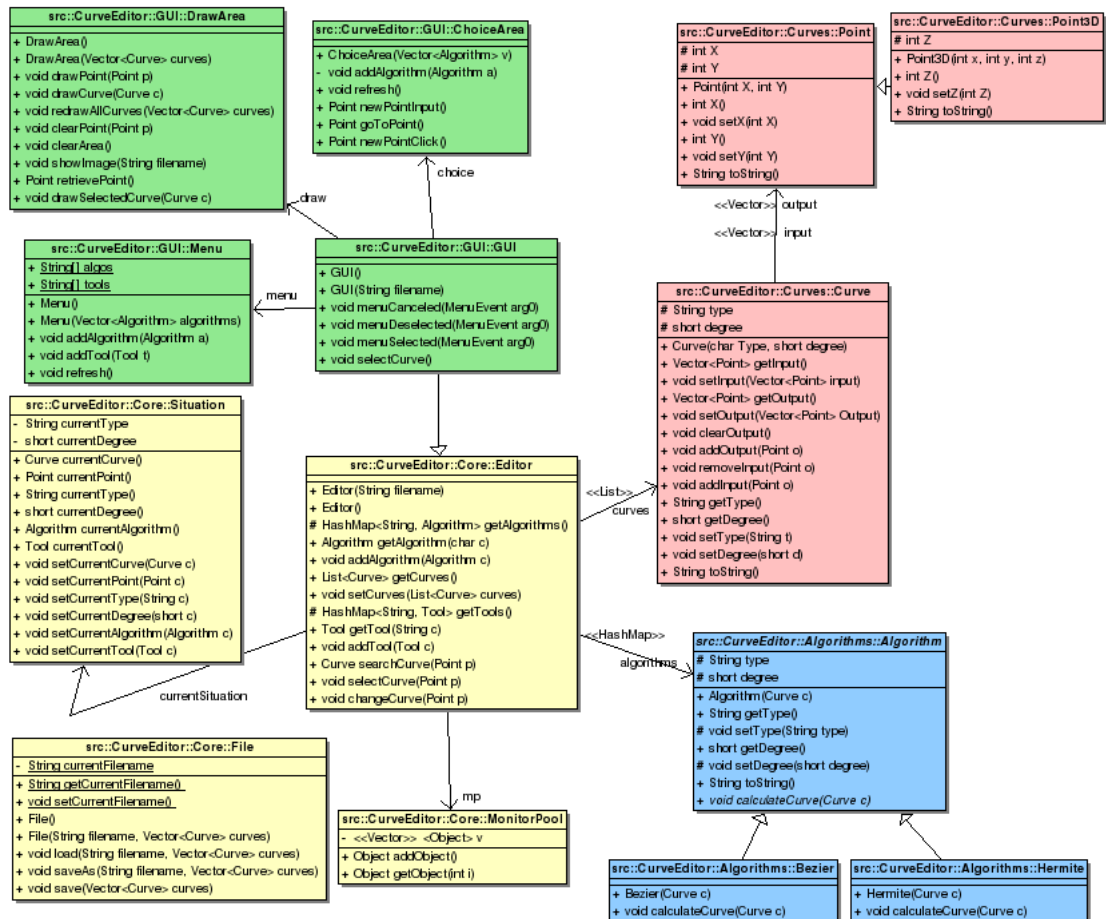 src::CurveEditor::GUI::DrawArea
+ DrawArea()
+ DrawArea(Vector<Curve> curves)
+ void drawPoint(Point p)
+ void drawCurve(Curve c)
+ void redrawAllCurves(Vector<Curve> curves)
+ void clearPoint(Point p)
+ void clearArea()
+ void showImage(String filename)
+ Point retrievePoint()
+ void drawSelectedCurve(Curve c)
src::CurveEditor::GUI::ChoiceArea
+ ChoiceArea(Vector<Algorithm> v)
- void addAlgorithm(Algorithm a)
+ void refresh()
+ Point newPointInput()
+ Point goToPoint()
+ Point newPointClick()
src::CurveEditor::Curves::Point
# int X
# int Y
+ Point(int X, int Y)
+ int X()
+ void setX(int X)
+ int Y()
+ void setY(int Y)
+ String toString()
src::CurveEditor::Curves::Point3D
# int Z
+ Point3D(int x, int y, int z)
+ int Z()
+ void setZ(int Z)
+ String toString()
choice
draw
menu
<<Vector>> output
<<Vector>> input
src::CurveEditor::GUI::Menu
+ String[] algos
+ String[] tools
+ Menu()
+ Menu(Vector<Algorithm> algorithms)
+ void addAlgorithm(Algorithm a)
+ void addTool(Tool t)
+ void refresh()
src::CurveEditor::GUI::GUI
+ GUI()
+ GUI(String filename)
+ void menuCanceled(MenuEvent arg0)
+ void menuDeselected(MenuEvent arg0)
+ void menuSelected(MenuEvent arg0)
+ void selectCurve()
src::CurveEditor::Curves::Curve
# String type
# short degree
+ Curve(char Type, short degree)
+ Vector<Point> getInput()
+ void setInput(Vector<Point> input)
+ Vector<Point> getOutput()
+ void setOutput(Vector<Point> Output)
+ void clearOutput()
+ void addOutput(Point o)
+ void removeInput(Point o)
+ void addInput(Point o)
+ String getType()
+ short getDegree()
+ void setType(String t)
+ void setDegree(short d)
+ String toString()
src::CurveEditor::Core::Situation
- String currentType
- short currentDegree
+ Curve currentCurve()
+ Point currentPoint()
+ String currentType()
+ short currentDegree()
+ Algorithm currentAlgorithm()
+ Tool currentTool()
+ void setCurrentCurve(Curve c)
+ void setCurrentPoint(Point c)
+ void setCurrentType(String c)
+ void setCurrentDegree(short c)
+ void setCurrentAlgorithm(Algorithm c)
+ void setCurrentTool(Tool c)
src::CurveEditor::Core::Editor
+ Editor(String filename)
+ Editor()
# HashMap<String, Algorithm> getAlgorithms()
+ Algorithm getAlgorithm(char c)
+ void addAlgorithm(Algorithm c)
+ List<Curve> getCurves()
+ void setCurves(List<Curve> curves)
# HashMap<String, Tool> getTools()
+ Tool getTool(String c)
+ void addTool(Tool c)
+ Curve searchCurve(Point p)
+ void selectCurve(Point p)
+ void changeCurve(Point p)
<<List>>
curves
<<HashMap>>
algorithms
currentSituation
mp
src::CurveEditor::Algorithms::Algorithm
# String type
# short degree
+ Algorithm(Curve c)
+ String getType()
# void setType(String type)
+ short getDegree()
# void setDegree(short degree)
+ String toString()
+ void calculateCurve(Curve c)
src::CurveEditor::Core::File
- String currentFilename
+ String getCurrentFilename()
+ void setCurrentFilename()
+ File()
+ File(String filename, Vector<Curve> curves)
+ void load(String filename, Vector<Curve> curves)
+ void saveAs(String filename, Vector<Curve> curves)
+ void save(Vector<Curve> curves)
src::CurveEditor::Core::MonitorPool
- <<Vector>> <Object> v
+ Object addObject()
+ Object getObject(int i)
src::CurveEditor::Algorithms::Bezier
+ Bezier(Curve c)
+ void calculateCurve(Curve c)
src::CurveEditor::Algorithms::Hermite
+ Hermite(Curve c)
+ void calculateCurve(Curve c)